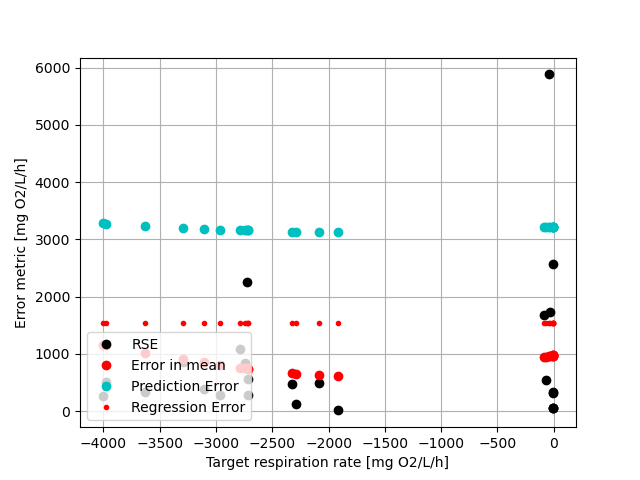 6000
5000
4000
3000
2000
1000
0
Error metric [mg O2/L/h]
RSE
Error in mean
Prediction Error
Regression Error
−4000 −3500 −3000 −2500 −2000 −1500 −1000 −500 0
Target respiration rate [mg O2/L/h]